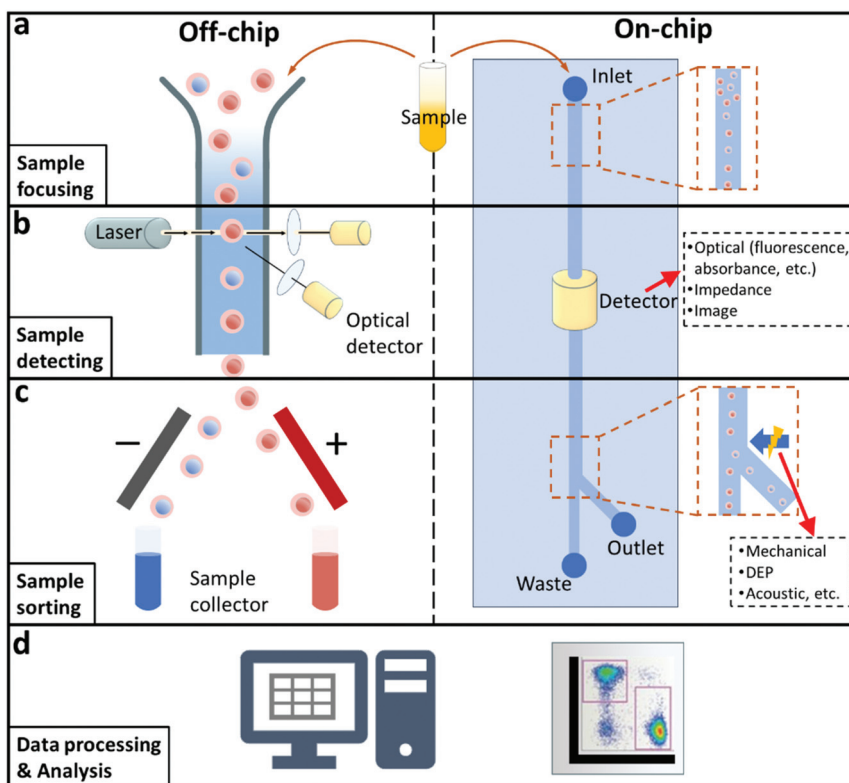 a
Off-chip
On-chip
Sample
Inlet
Sample
focusing
b
Laser
Optical
detector
Detector
•Optical (fluorescence,
absorbance, etc.)
•Impedance
•Image
Sample
detecting
c
–
+
Sample
collector
Outlet
Waste
•Mechanical
•DEP
•Acoustic, etc.
Sample
sorting
d
Data processing
& Analysis